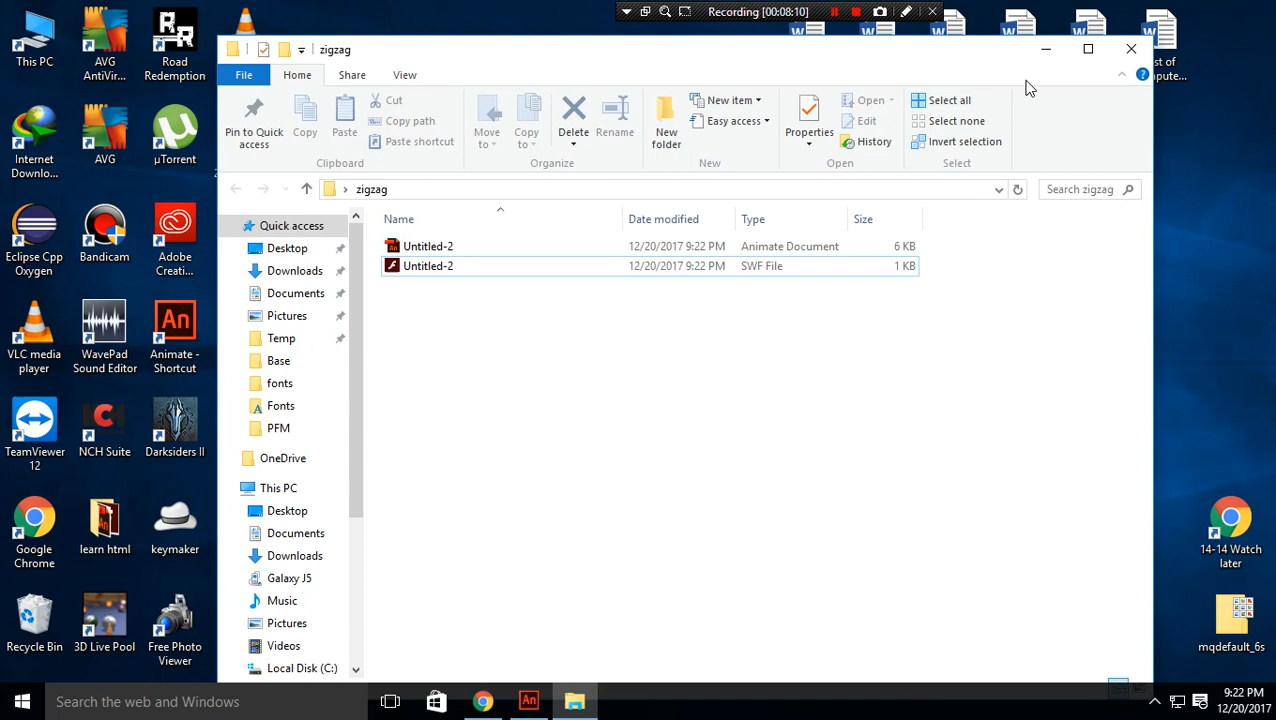 Recording [00:08:10]
zigzag
File
Home
Share
View
Pin to Quick access
Copy
Paste
Cut
Copy path
Paste shortcut
Clipboard
Move to
Copy to
Delete
Rename
Organize
New folder
New item
Easy access
New
Properties
Open
Edit
History
Open
Select all
Select none
Invert selection
Select
zigzag
Search zigzag
Name
Date modified
Type
Size
Untitled-2 12/20/2017 9:22 PM Animate Document 6 KB
Untitled-2 12/20/2017 9:22 PM SWF File 1 KB
Quick access
Desktop
Downloads
Documents
Pictures
Temp
Base
fonts
Fonts
PFM
OneDrive
This PC
Desktop
Documents
Downloads
Galaxy J5
Music
Pictures
Videos
Local Disk (C:)
This PC
AVG AntiVir...
Road Redemption
Internet Downlo...
AVG
µTorrent
Eclipse Cpp Oxygen
Bandicam
Adobe Creati...
VLC media player
WavePad Sound Editor
Animate - Shortcut
TeamViewer 12
NCH Suite
Darksiders II
Google Chrome
learn html
keymaker
Recycle Bin
3D Live Pool
Free Photo Viewer
14-14 Watch later
mqdefault_6s
Search the web and Windows
9:22 PM
12/20/2017